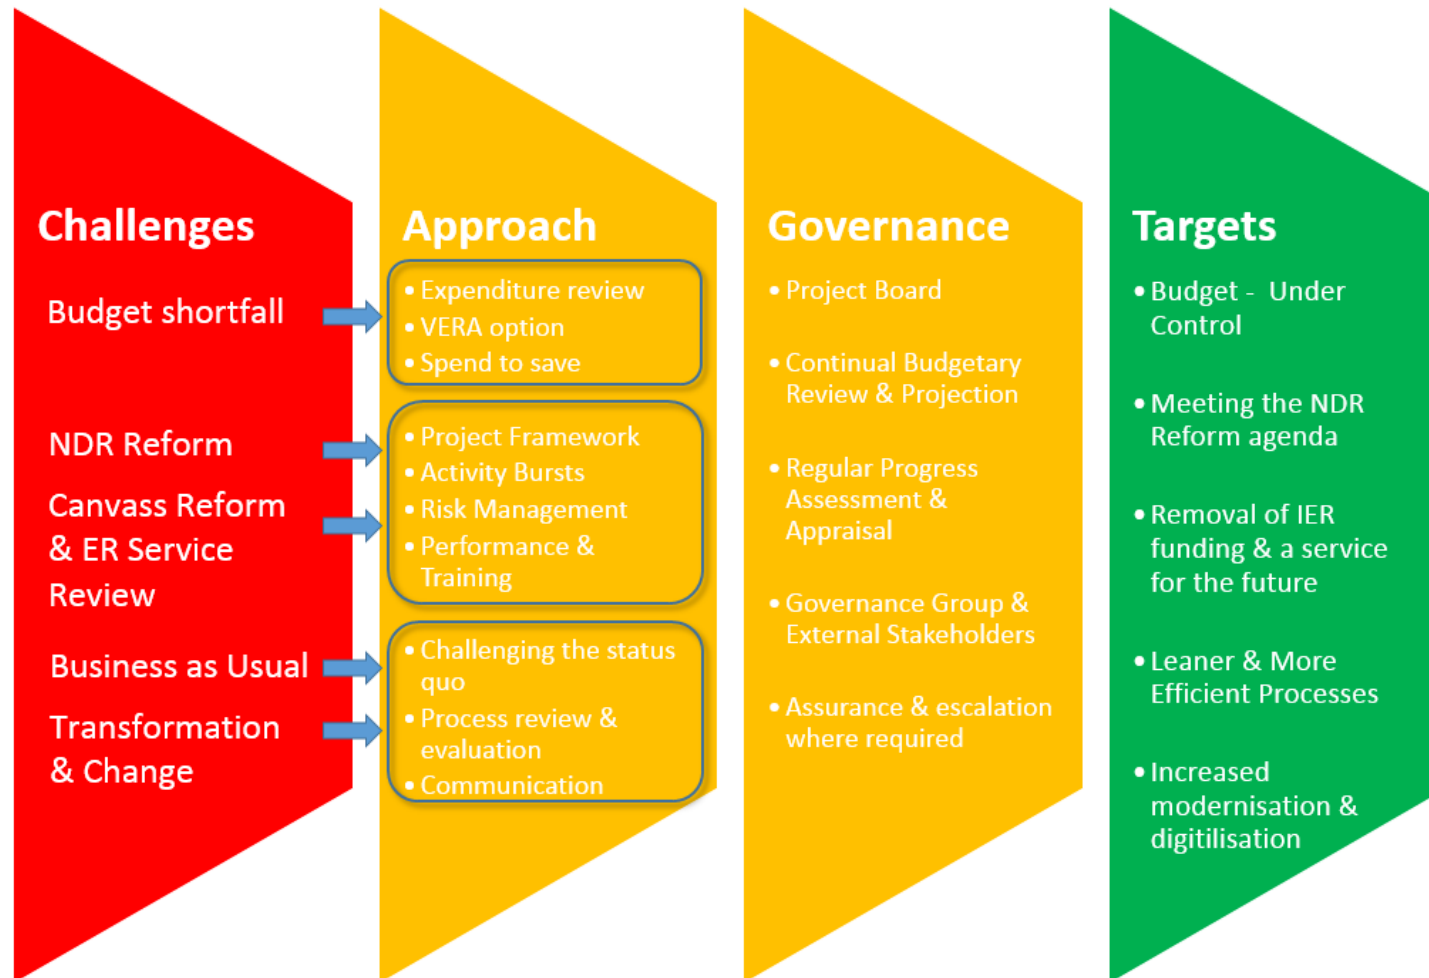 Challenges
Budget shortfall
NDR Reform
Canvass Reform
& ER Service
Review
Business as Usual
Transformation
& Change
Approach
• Expenditure review
• VERA option
• Spend to save
• Project Framework
• Activity Bursts
• Risk Management
• Performance &
Training
• Challenging the status
quo
• Process review &
evaluation
• Communication
Governance
• Project Board
• Continual Budgetary
Review & Projection
• Regular Progress
Assessment &
Appraisal
• Governance Group &
External Stakeholders
• Assurance & escalation
where required
Targets
• Budget - Under
Control
• Meeting the NDR
Reform agenda
• Removal of IER
funding & a service
for the future
• Leaner & More
Efficient Processes
• Increased
modernisation &
digitilisation